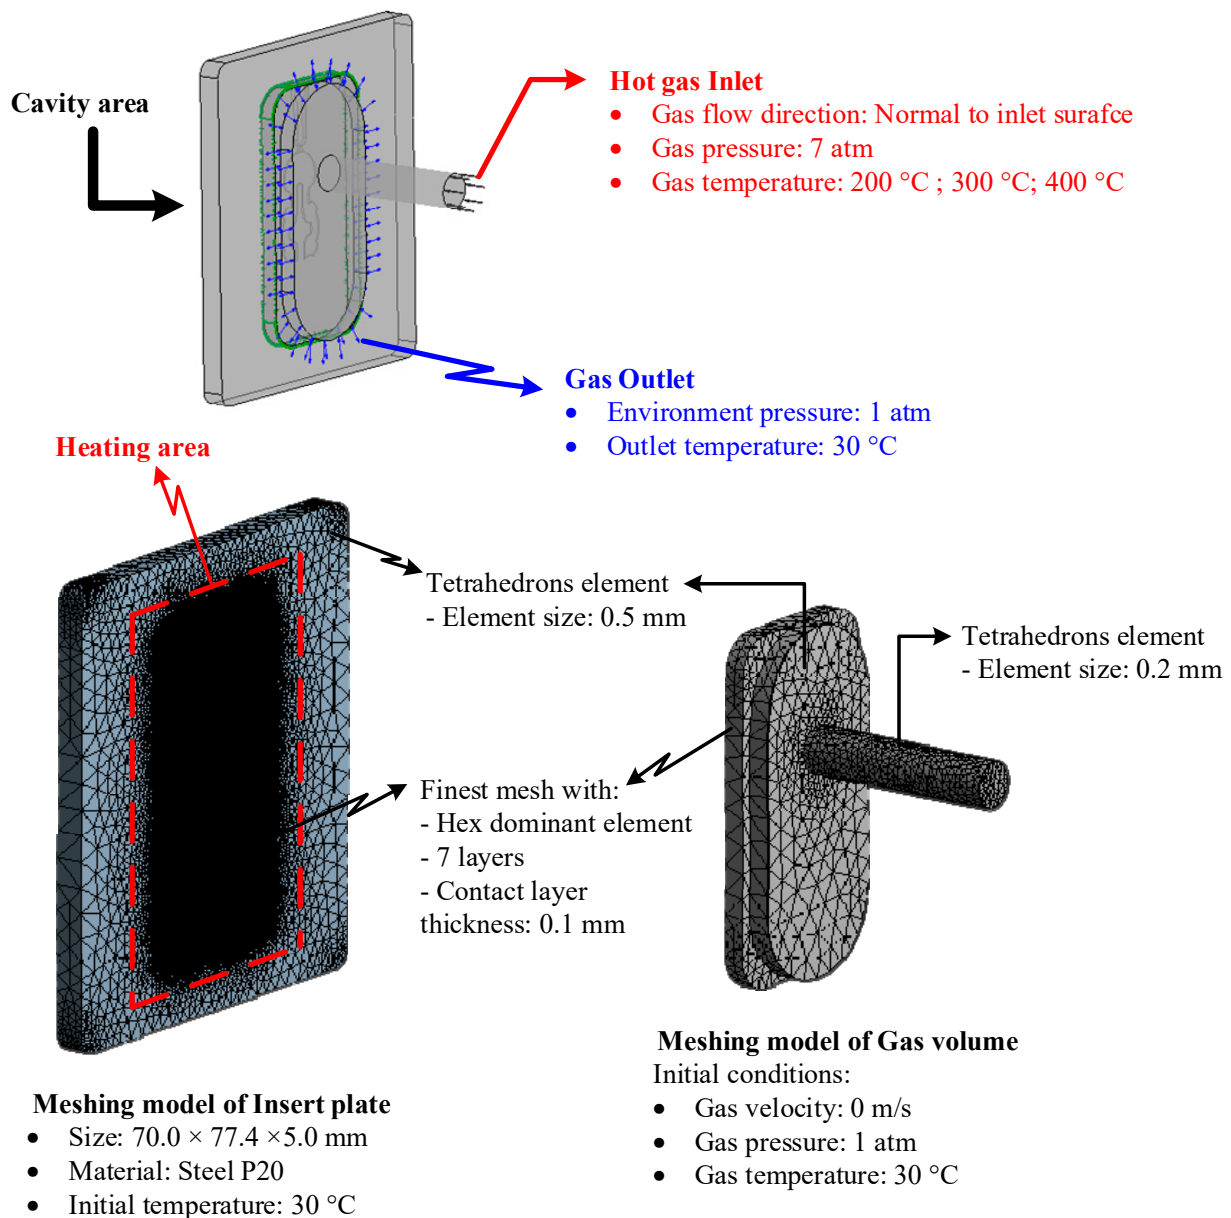 Cavity area
Hot gas Inlet
• Gas flow direction: Normal to inlet surafce
• Gas pressure: 7 atm
• Gas temperature: 200 °C ; 300 °C; 400 °C
Gas Outlet
• Environment pressure: 1 atm
• Outlet temperature: 30 °C
Heating area
Tetrahedrons element
- Element size: 0.5 mm
Tetrahedrons element
- Element size: 0.2 mm
Finest mesh with:
- Hex dominant element
- 7 layers
- Contact layer
thickness: 0.1 mm
Meshing model of Insert plate
• Size: 70.0 × 77.4 ×5.0 mm
• Material: Steel P20
• Initial temperature: 30 °C
Meshing model of Gas volume
Initial conditions:
• Gas velocity: 0 m/s
• Gas pressure: 1 atm
• Gas temperature: 30 °C